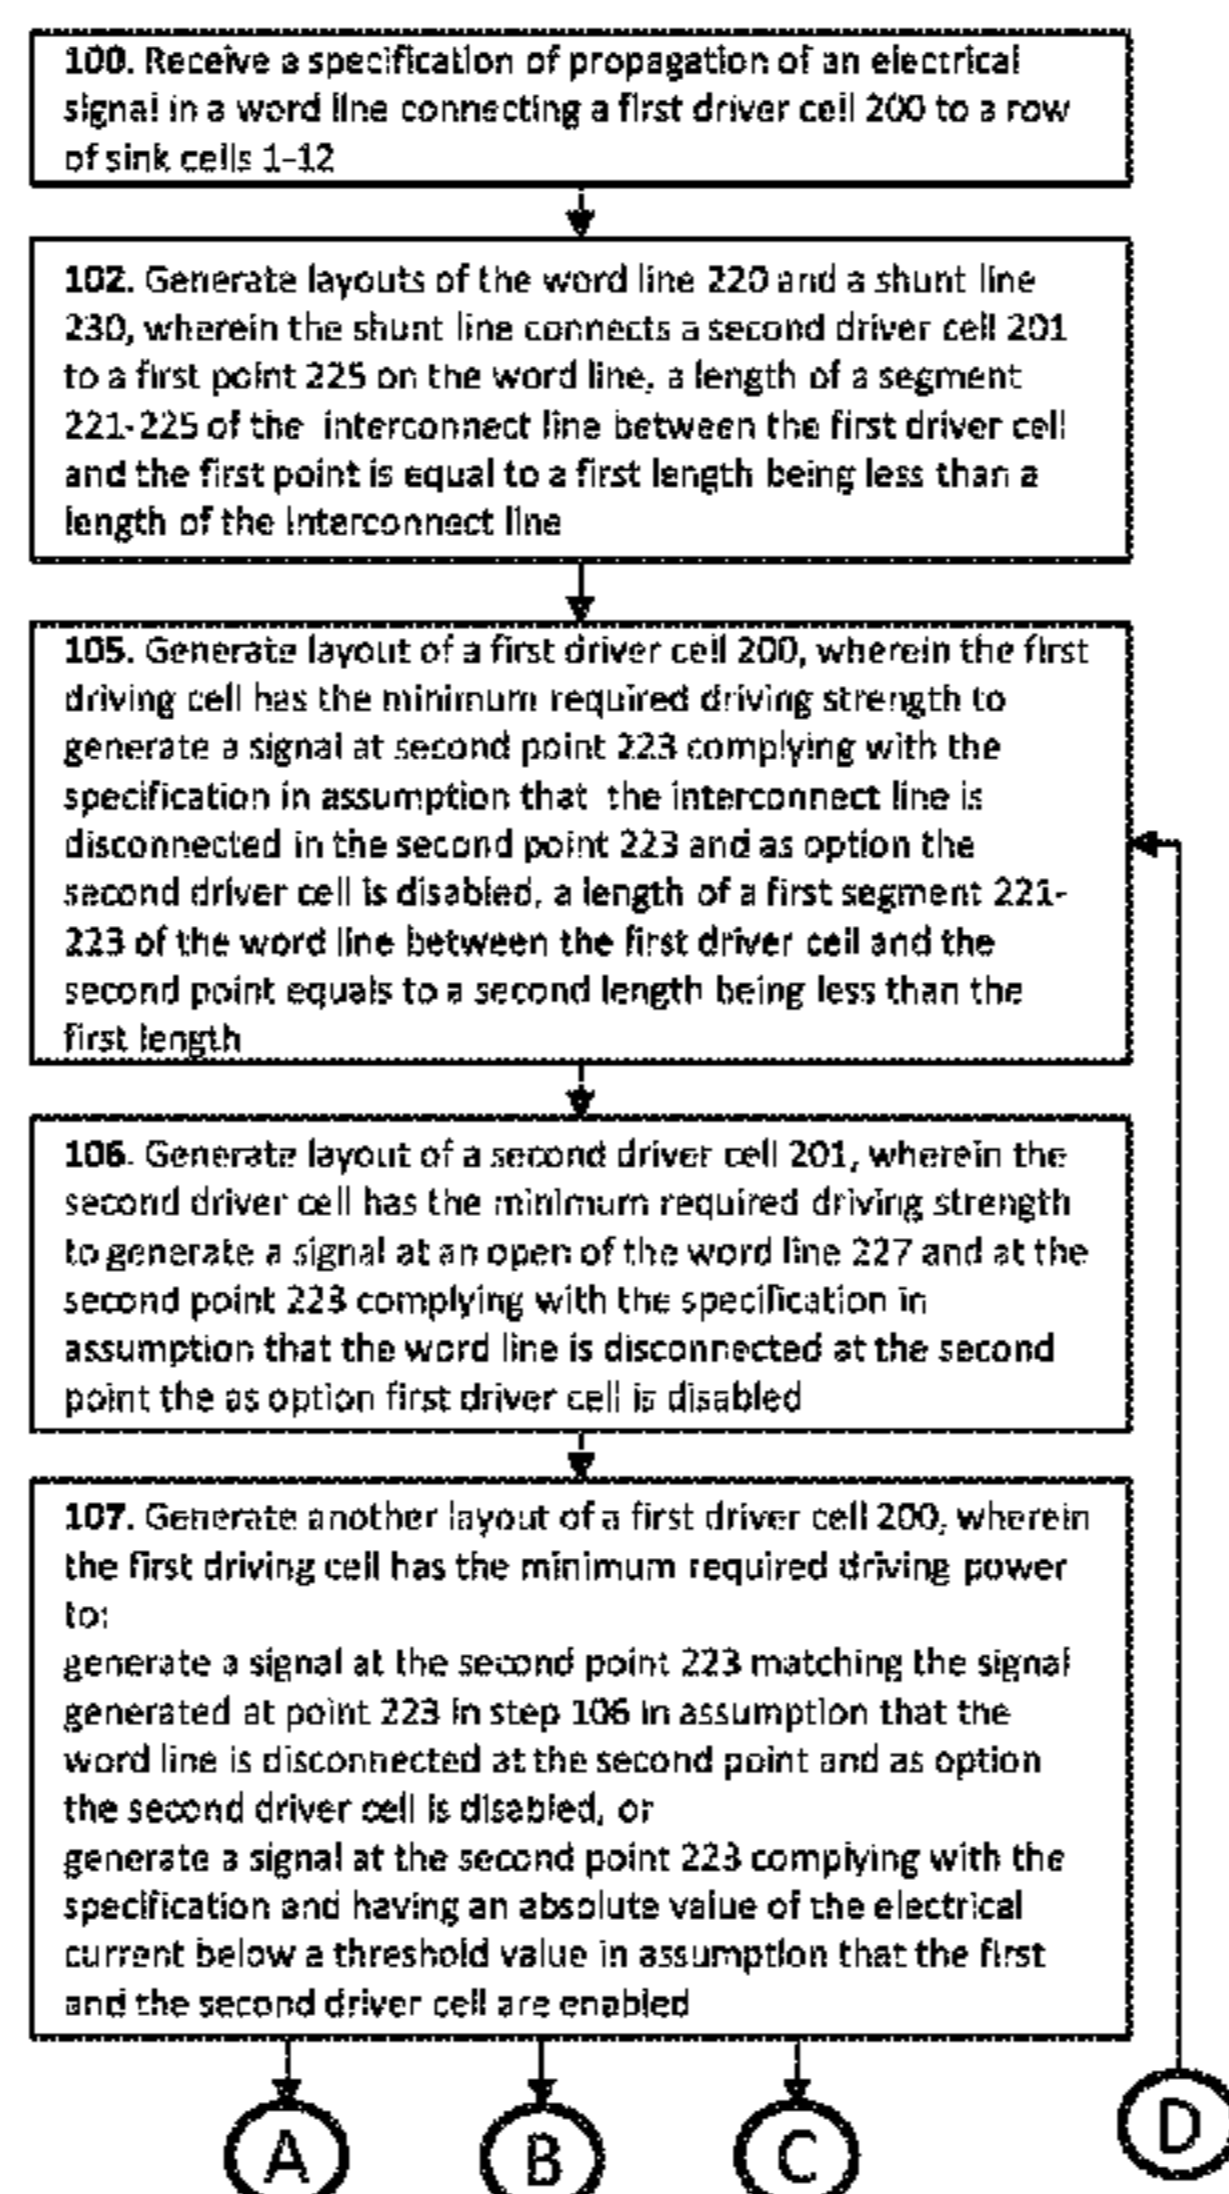 100. Receive a specification of propagation of an electrical
signal in a word line connecting a first driver cell 200 to a row
of sink cells 1-12
102. Generate layouts of the word line 220 and a shunt line
230, wherein the shunt line connects a second driver cell 201
to a first point 225 on the word line, a length of a segment
221-225 of the interconnect line between the first driver cell
and the first point is equal to a first length being less than a
length of the interconnect line
105. Generate layout of a first driver cell 200, wherein the first
driving cell has the minimum required driving strength to
generate a signal at second point 223 complying with the
specification in assumption that the interconnect line is
disconnected in the second point 223 and as option the
second driver cell is disabled, a length of a first segment 221-
223 of the word line between the first driver cell and the
second point equals to a second length being less than the
first length
106. Generate layout of a second driver cell 201, wherein the
second driver cell has the minimum required driving strength
to generate a signal at an open of the word line 227 and at the
second point 223 complying with the specification in
assumption that the word line is disconnected at the second
point the as option first driver cell is disabled
107. Generate another layout of a first driver cell 200, wherein
the first driving cell has the minimum required driving power
to:
generate a signal at the second point 223 matching the signal
generated at point 223 in step 106 in assumption that the
word line is disconnected at the second point and as option
the second driver cell is disabled, or
generate a signal at the second point 223 complying with the
specification and having an absolute value of the electrical
current below a threshold value in assumption that the first
and the second driver cell are enabled
A B C D